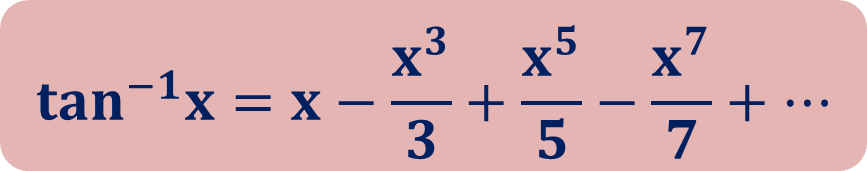 tan⁻¹x = x − x³/3 + x⁵/5 − x⁷/7 + ⋯